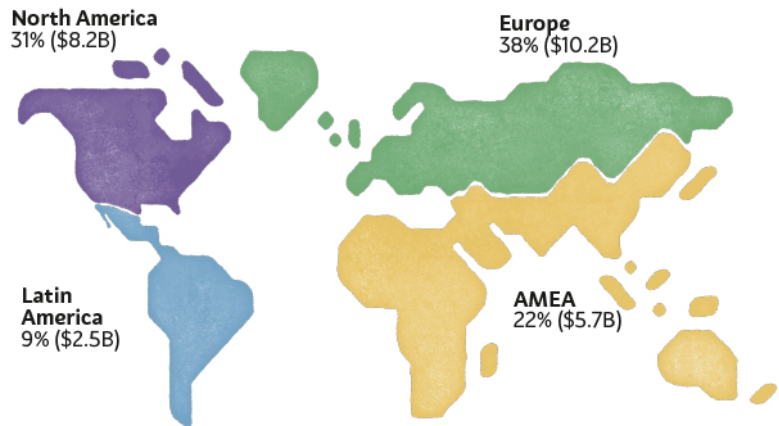 North America
31% ($8.2B)
Europe
38% ($10.2B)
Latin
America
9% ($2.5B)
AMEA
22% ($5.7B)